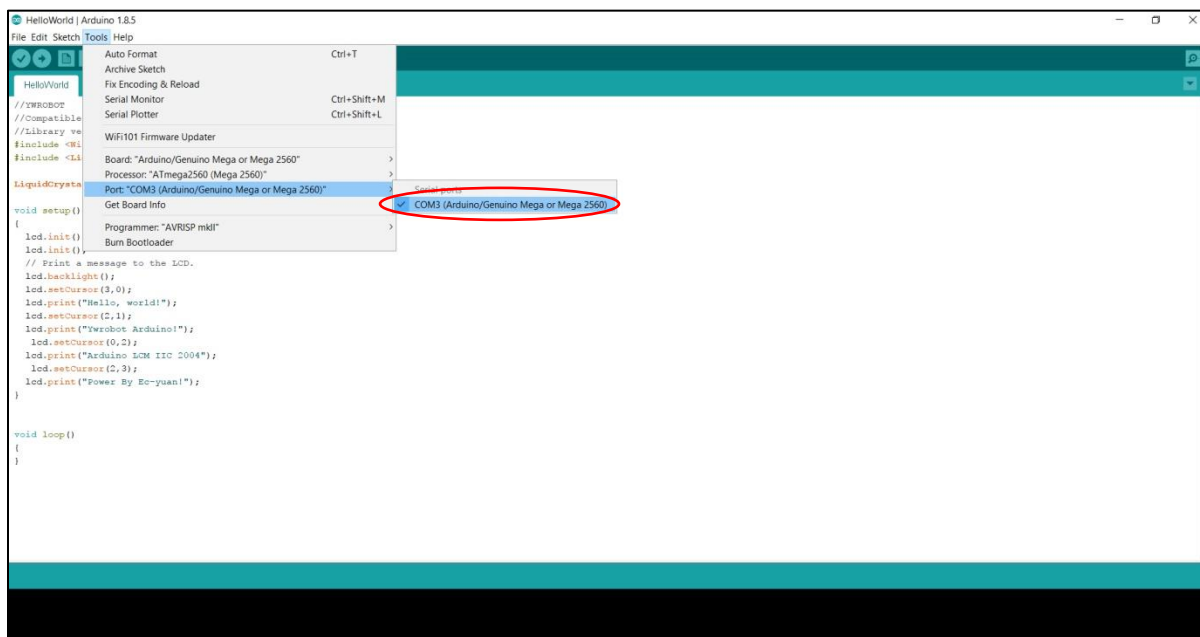 HelloWorld | Arduino 1.8.5
File Edit Sketch Tools Help
HelloWorld
Auto Format Ctrl+T
Archive Sketch
Fix Encoding & Reload
Serial Monitor Ctrl+Shift+M
Serial Plotter Ctrl+Shift+L
WiFi101 Firmware Updater
Board: "Arduino/Genuino Mega or Mega 2560"
Processor: "ATmega2560 (Mega 2560)"
Port: "COM3 (Arduino/Genuino Mega or Mega 2560)"
Get Board Info
Programmer: "AVRISP mkII"
Burn Bootloader
Serial ports
COM3 (Arduino/Genuino Mega or Mega 2560)
//YWROBOT
//Compatible
//Library ve
#include <Wi
#include <Li
LiquidCrysta
void setup()
{
lcd.init()
lcd.init();
// Print a message to the LCD.
lcd.backlight();
lcd.setCursor(3,0);
lcd.print("Hello, world!");
lcd.setCursor(2,1);
lcd.print("Ywrobot Arduino!");
lcd.setCursor(0,2);
lcd.print("Arduino LCM IIC 2004");
lcd.setCursor(2,3);
lcd.print("Power By Ec-yuan!");
}
void loop()
{
}